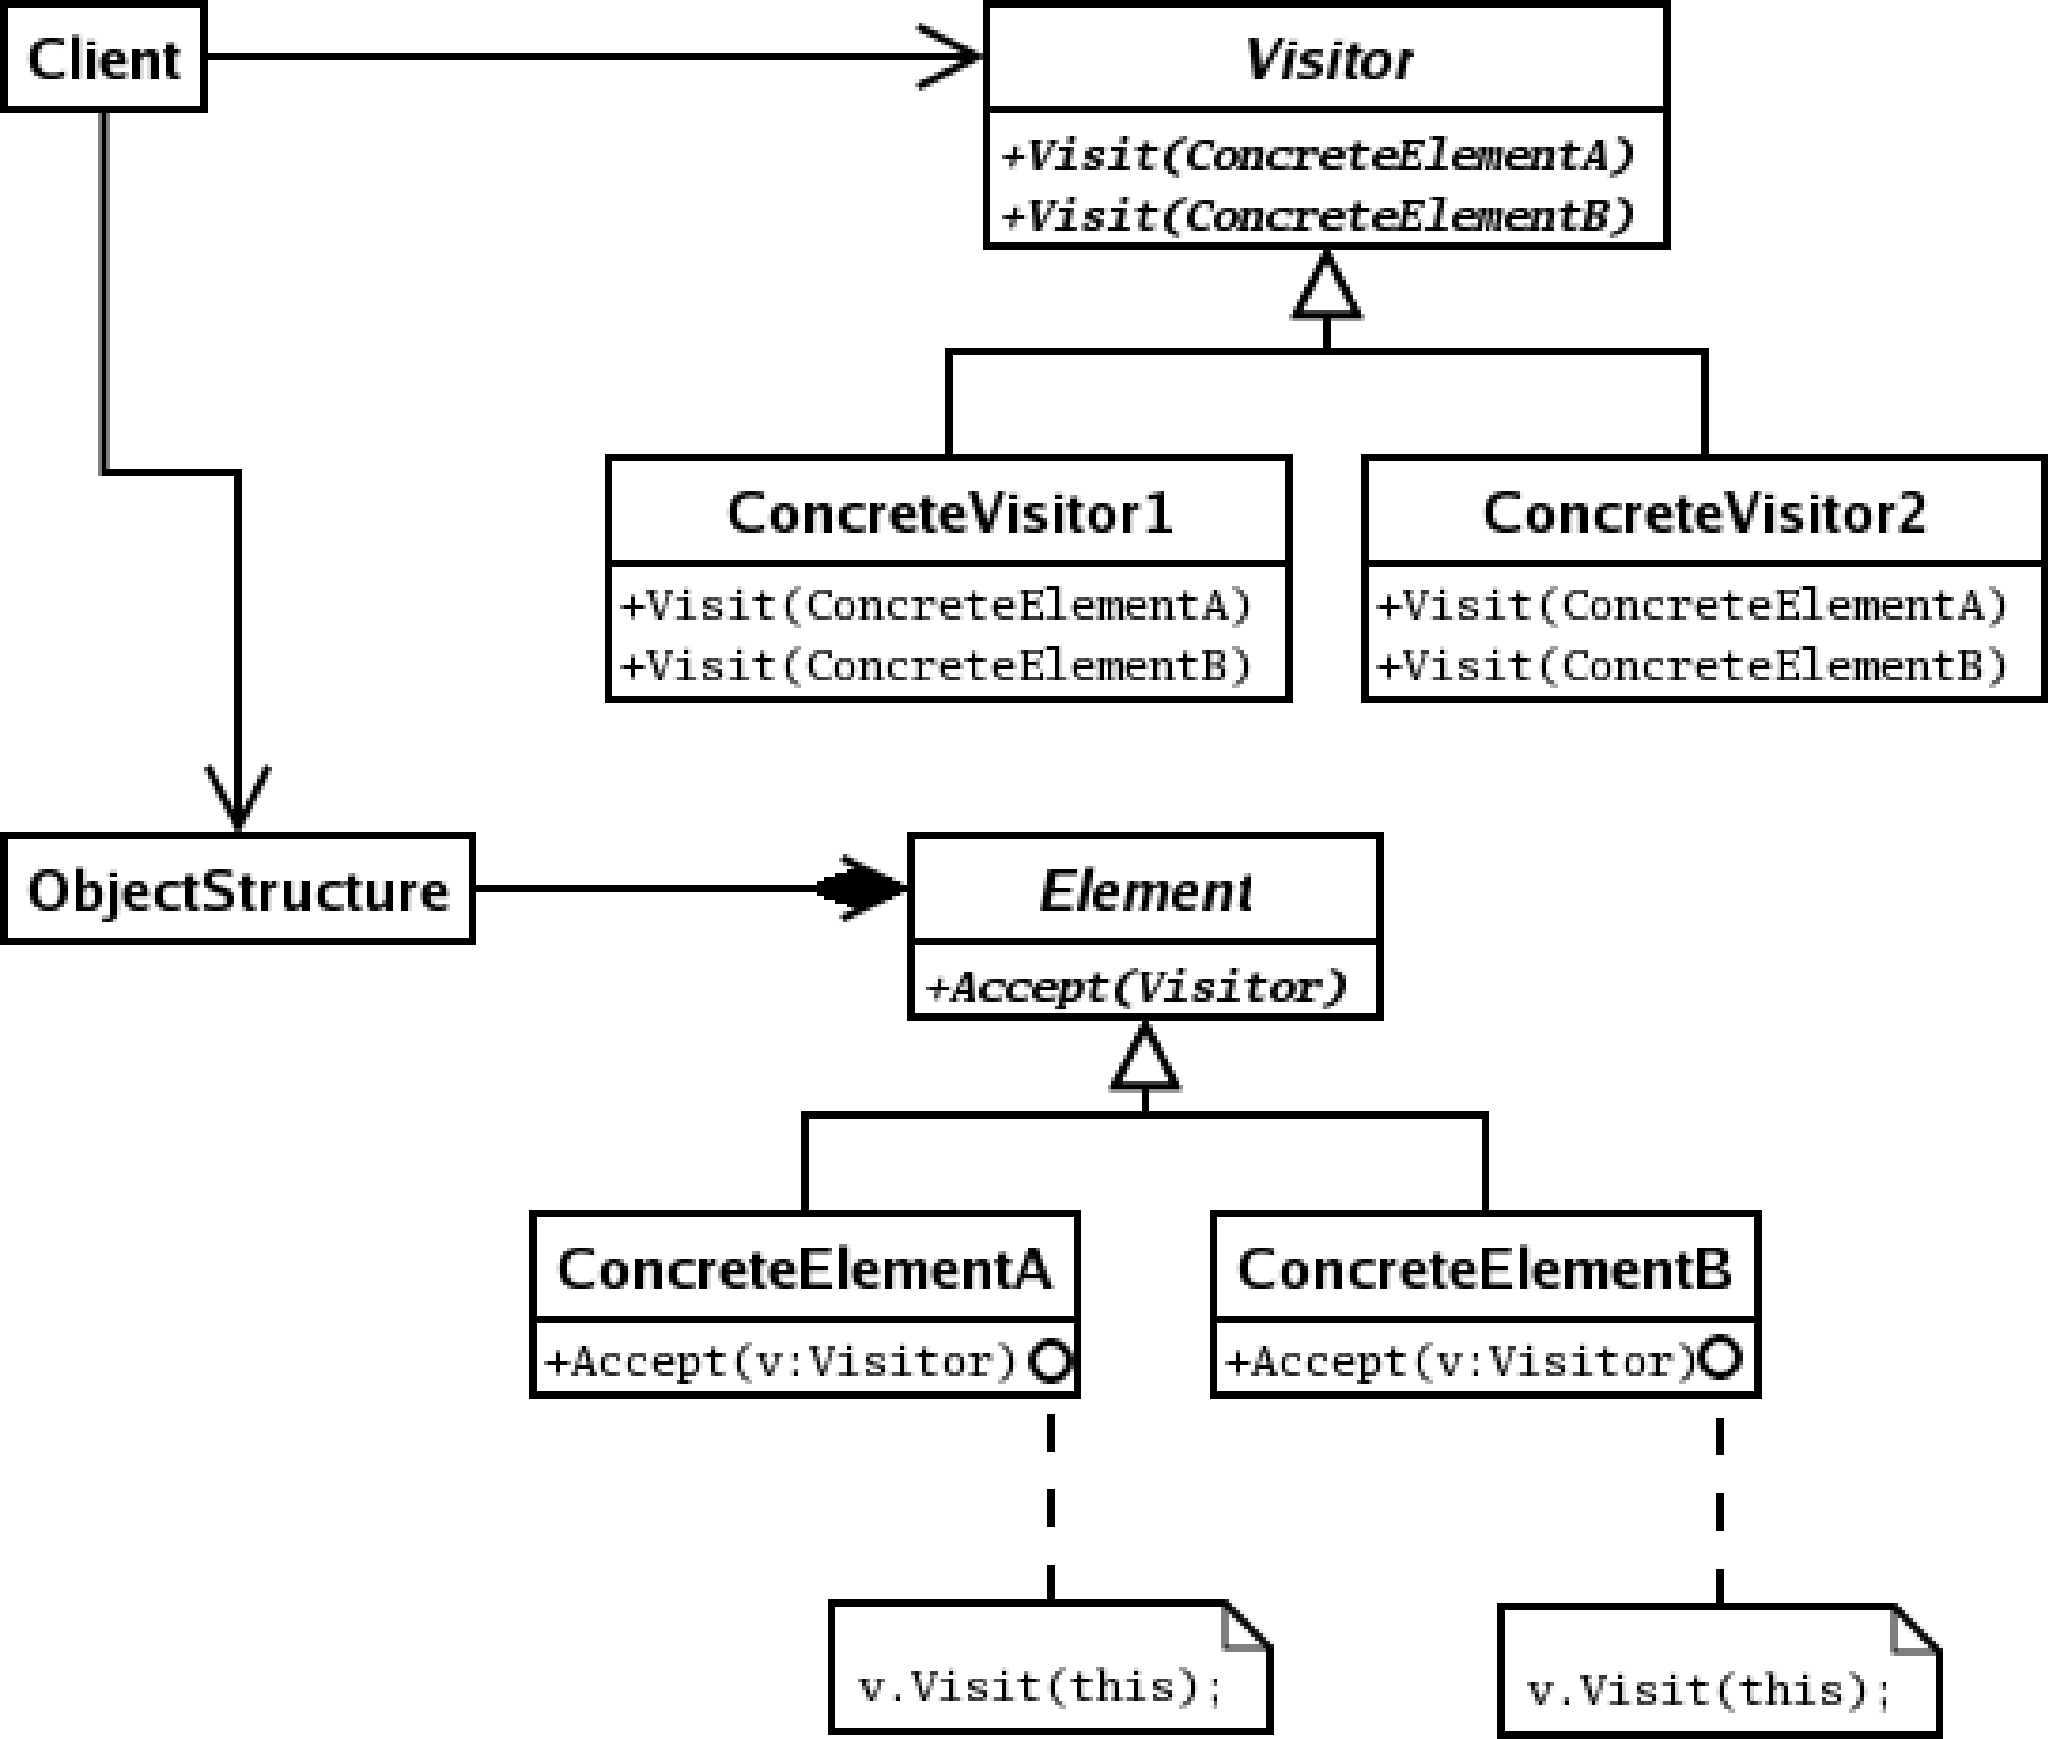 Client
Visitor
+Visit(ConcreteElementA)
+Visit(ConcreteElementB)
ConcreteVisitor1
+Visit(ConcreteElementA)
+Visit(ConcreteElementB)
ConcreteVisitor2
+Visit(ConcreteElementA)
+Visit(ConcreteElementB)
ObjectStructure
Element
+Accept(Visitor)
ConcreteElementA
+Accept(v:Visitor)
ConcreteElementB
+Accept(v:Visitor)
v.Visit(this);
v.Visit(this);